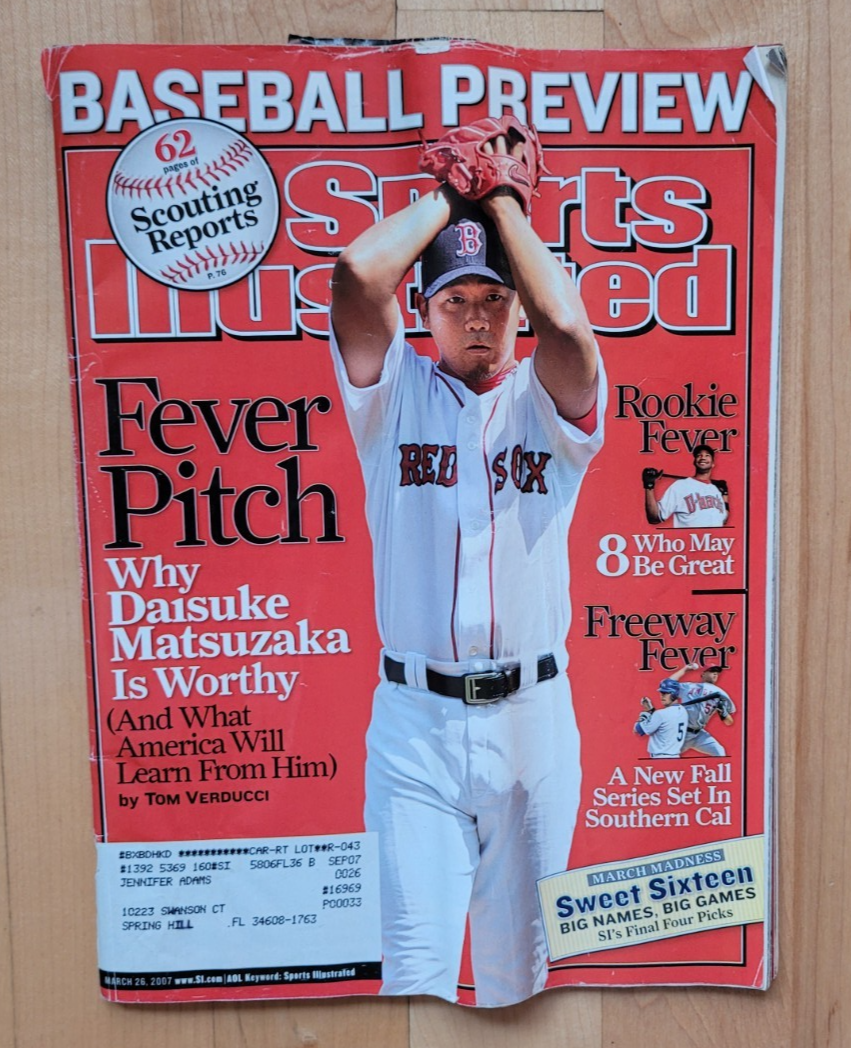 BASEBALL PREVIEW
62
pages of
Scouting
Reports
P. 76
Sports
Illustrated
B
RED SOX
Fever
Pitch
Why
Daisuke
Matsuzaka
Is Worthy
(And What
America Will
Learn From Him)
by TOM VERDUCCI
Rookie
Fever
8 Who May
Be Great
Freeway
Fever
5
A New Fall
Series Set In
Southern Cal
MARCH MADNESS
Sweet Sixteen
BIG NAMES, BIG GAMES
SI's Final Four Picks
#BXBDHKD ***********CAR-RT LOT**R-043
#1392 5369 160#SI 5806FL36 B SEP07
JENNIFER ADAMS 0026
#16969
10223 SWANSON CT P00033
SPRING HILL .FL 34608-1763
MARCH 26, 2007 www.SI.com | AOL Keyword: Sports Illustrated